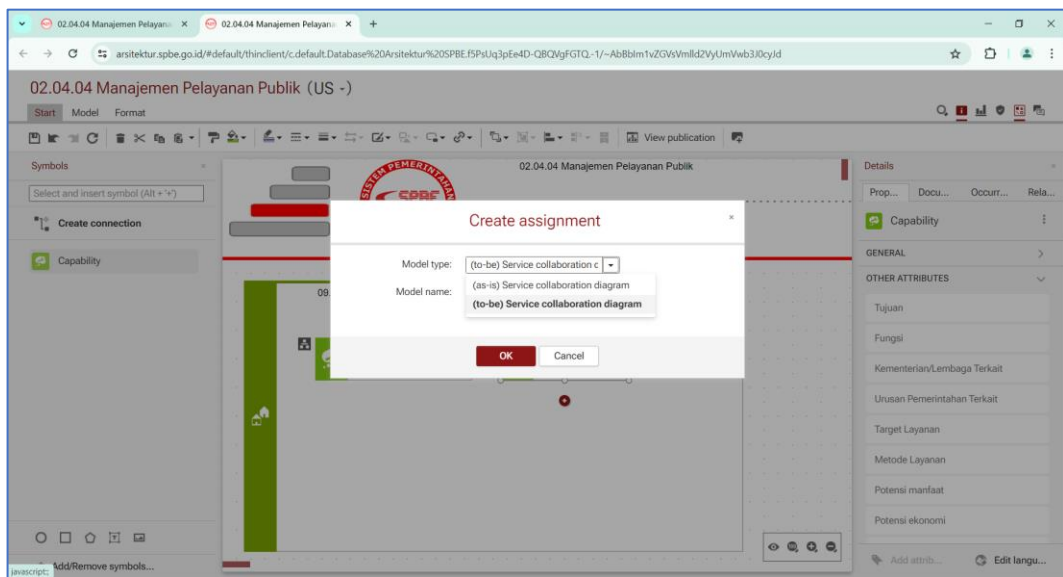 02.04.04 Manajemen Pelayana
02.04.04 Manajemen Pelayana
arsitektur.spbe.go.id/#default/thinclient/c.default.Database%20Arsitektur%20SPBE.f5PsUq3pEe4D-QBQVgFGTQ.-1/~AbBbIm1vZGVsVmlld2VyUmVwb3J0cyJd
02.04.04 Manajemen Pelayanan Publik (US -)
Start Model Format
View publication
Symbols
Select and insert symbol (Alt + '+')
Create connection
Capability
SISTEM PEMERINTAHAN
SPBE
02.04.04 Manajemen Pelayanan Publik
09.
Create assignment
Model type:
(to-be) Service collaboration c
(as-is) Service collaboration diagram
Model name:
(to-be) Service collaboration diagram
OK Cancel
Details
Prop... Docu... Occurr... Rela...
Capability
GENERAL
OTHER ATTRIBUTES
Tujuan
Fungsi
Kementerian/Lembaga Terkait
Urusan Pemerintahan Terkait
Target Layanan
Metode Layanan
Potensi manfaat
Potensi ekonomi
Add attrib... Edit langu...
Add/Remove symbols...
javascript:;